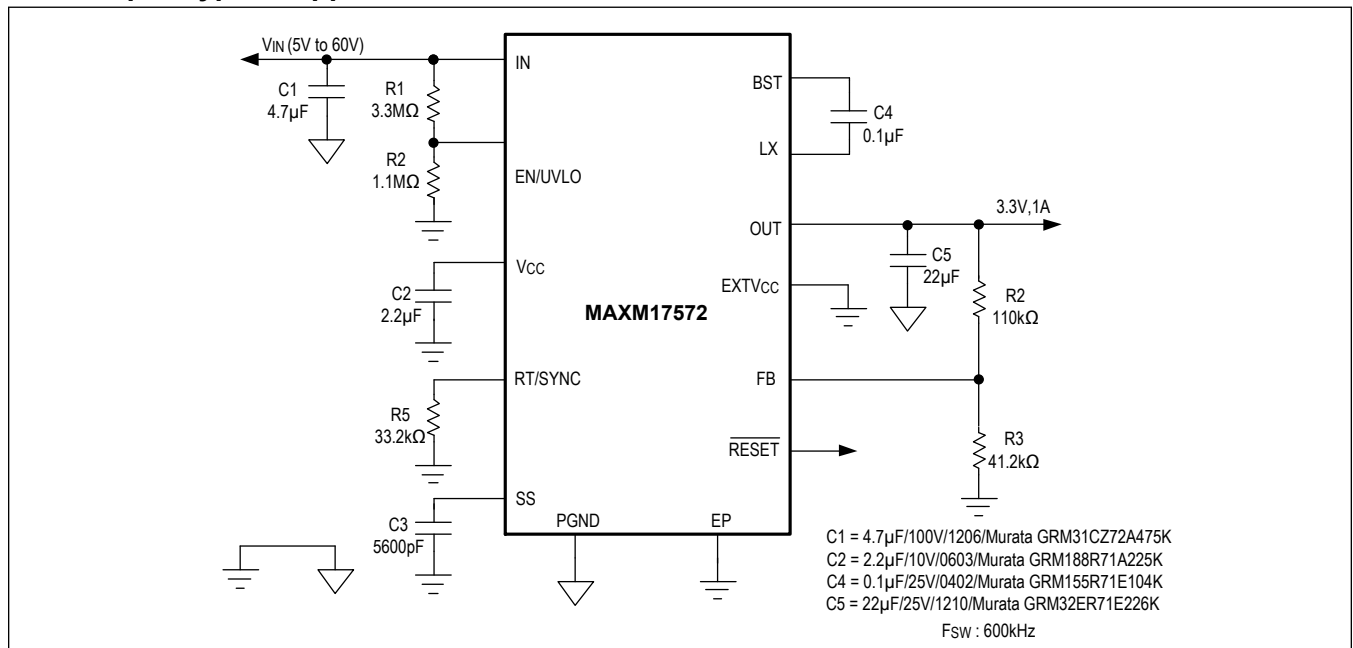 VIN (5V to 60V)
C1
4.7µF
R1
3.3MΩ
R2
1.1MΩ
C2
2.2µF
R5
33.2kΩ
C3
5600pF
IN
EN/UVLO
VCC
RT/SYNC
SS
PGND
EP
MAXM17572
BST
LX
OUT
EXTVCC
FB
RESET
C4
0.1µF
3.3V,1A
C5
22µF
R2
110kΩ
R3
41.2kΩ
C1 = 4.7µF/100V/1206/Murata GRM31CZ72A475K
C2 = 2.2µF/10V/0603/Murata GRM188R71A225K
C4 = 0.1µF/25V/0402/Murata GRM155R71E104K
C5 = 22µF/25V/1210/Murata GRM32ER71E226K
FSW : 600kHz